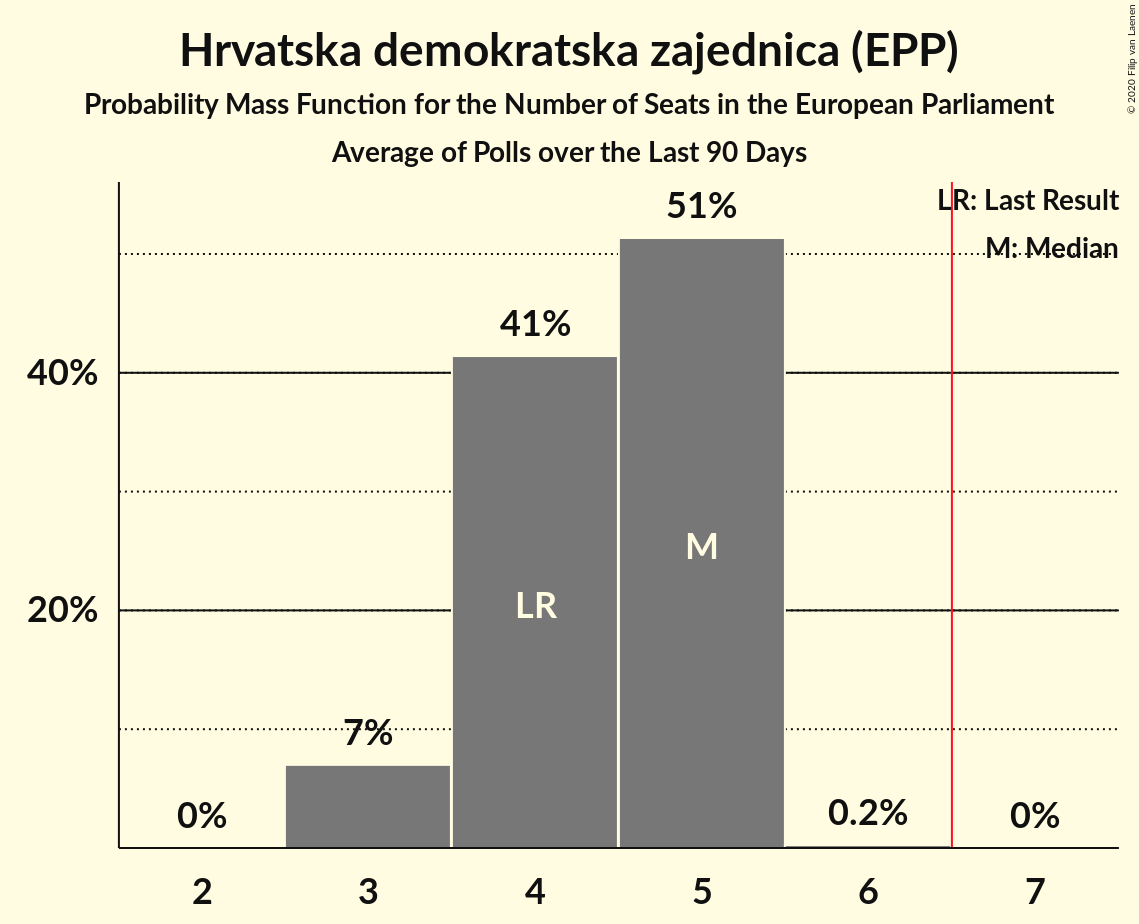 Hrvatska demokratska zajednica (EPP)
Probability Mass Function for the Number of Seats in the European Parliament
Average of Polls over the Last 90 Days
© 2020 Filip van Laenen
LR: Last Result
M: Median
51%
41%
40%
M
LR
20%
7%
0%
0.2%
0%
2 3 4 5 6 7